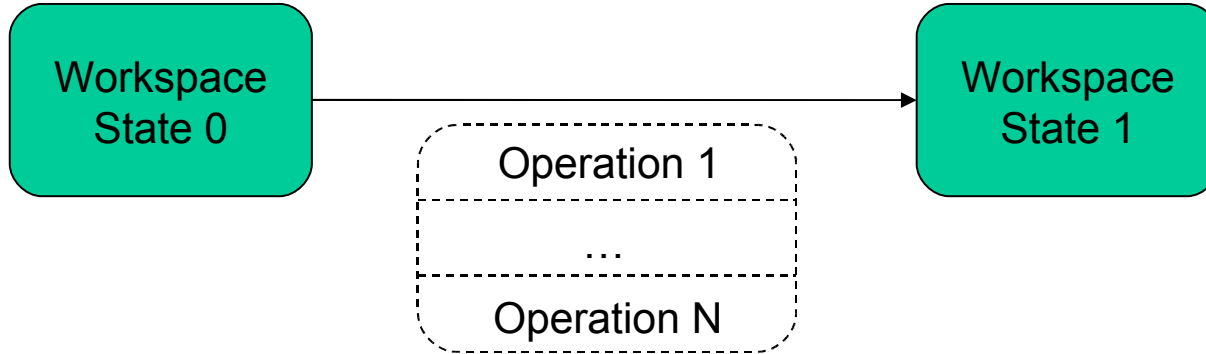 Workspace
State 0
Workspace
State 1
Operation 1
…
Operation N